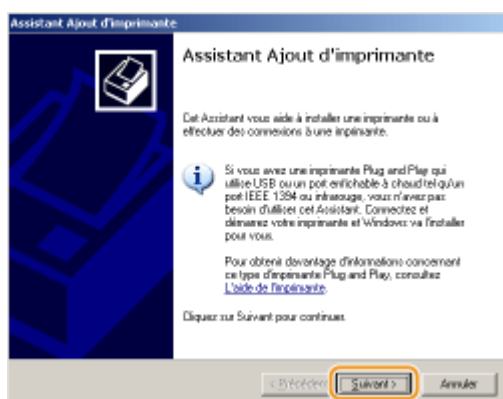 Assistant Ajout d'imprimante
Assistant Ajout d'imprimante
Cet Assistant vous aide à installer une imprimante ou à
effectuer des connexions à une imprimante.
Si vous avez une imprimante Plug and Play qui
utilise USB ou un port enfichable à chaud tel qu'un
port IEEE 1394 ou infrarouge, vous n'avez pas
besoin d'utiliser cet Assistant. Connectez et
démarrez votre imprimante et Windows va l'installer
pour vous.
Pour obtenir davantage d'informations concernant
ce type d'imprimante Plug and Play, consultez
L'aide de l'imprimante.
Cliquez sur Suivant pour continuer.
< Précédent
Suivant >
Annuler